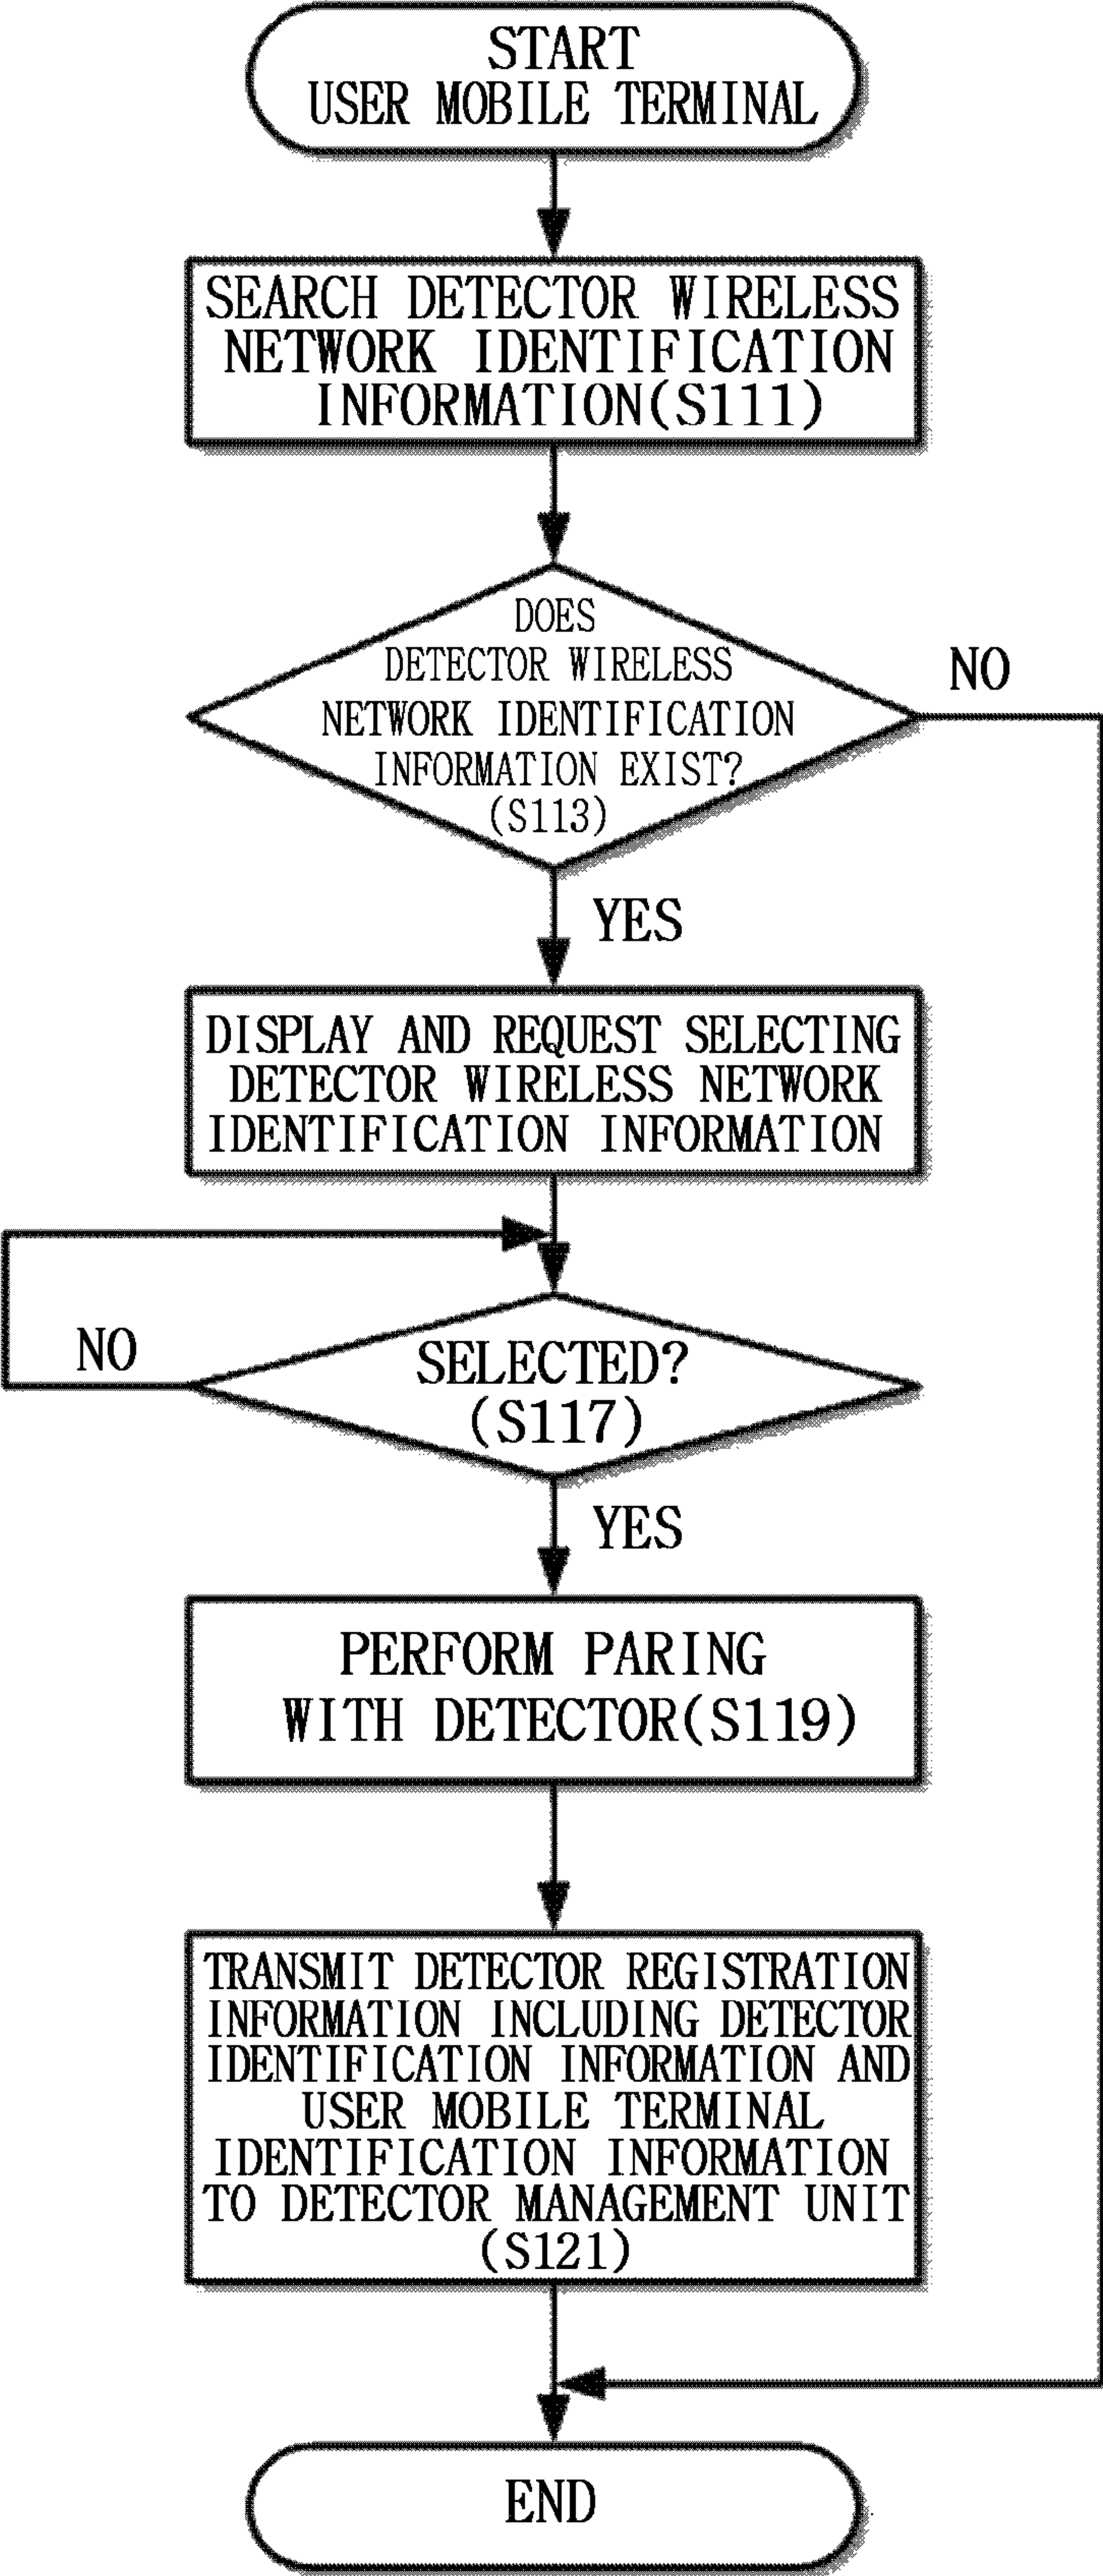 START
USER MOBILE TERMINAL
SEARCH DETECTOR WIRELESS
NETWORK IDENTIFICATION
INFORMATION(S111)
DOES
DETECTOR WIRELESS
NETWORK IDENTIFICATION
INFORMATION EXIST?
(S113)
NO
YES
DISPLAY AND REQUEST SELECTING
DETECTOR WIRELESS NETWORK
IDENTIFICATION INFORMATION
NO
SELECTED?
(S117)
YES
PERFORM PARING
WITH DETECTOR(S119)
TRANSMIT DETECTOR REGISTRATION
INFORMATION INCLUDING DETECTOR
IDENTIFICATION INFORMATION AND
USER MOBILE TERMINAL
IDENTIFICATION INFORMATION
TO DETECTOR MANAGEMENT UNIT
(S121)
END